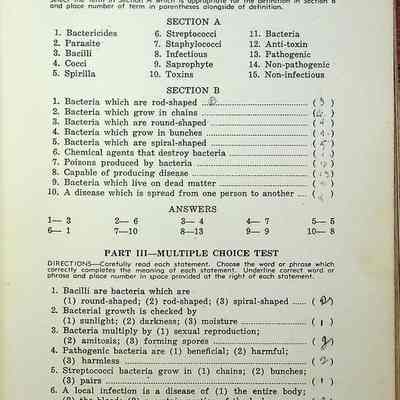 Select the term in Section A which is appropriate for the definition in Section B
and place number of term in parentheses alongside of definition.
SECTION A
1. Bactericides 6. Streptococci 11. Bacteria
2. Parasite 7. Staphylococci 12. Anti-toxin
3. Bacilli 8. Infectious 13. Pathogenic
4. Cocci 9. Saprophyte 14. Non-pathogenic
5. Spirilla 10. Toxins 15. Non-infectious
SECTION B
1. Bacteria which are rod-shaped ( 3 )
2. Bacteria which grow in chains ( )
3. Bacteria which are round-shaped ( )
4. Bacteria which grow in bunches ( )
5. Bacteria which are spiral-shaped ( )
6. Chemical agents that destroy bacteria ( )
7. Poisons produced by bacteria ( )
8. Capable of producing disease ( )
9. Bacteria which live on dead matter ( )
10. A disease which is spread from one person to another ( )
ANSWERS
1— 3 2— 6 3— 4 4— 7 5— 5
6— 1 7—10 8—13 9— 9 10— 8
PART III—MULTIPLE CHOICE TEST
DIRECTIONS—Carefully read each statement. Choose the word or phrase which
correctly completes the meaning of each statement. Underline correct word or
phrase and place number in space provided at the right of each statement.
1. Bacilli are bacteria which are
(1) round-shaped; (2) rod-shaped; (3) spiral-shaped ( 2 )
2. Bacterial growth is checked by
(1) sunlight; (2) darkness; (3) moisture ( 1 )
3. Bacteria multiply by (1) sexual reproduction;
(2) amitosis; (3) forming spores ( 2 )
4. Pathogenic bacteria are (1) beneficial; (2) harmful;
(3) harmless ( 2 )
5. Streptococci bacteria grow in (1) chains; (2) bunches;
(3) pairs ( 1 )
6. A local infection is a disease of (1) the entire body;